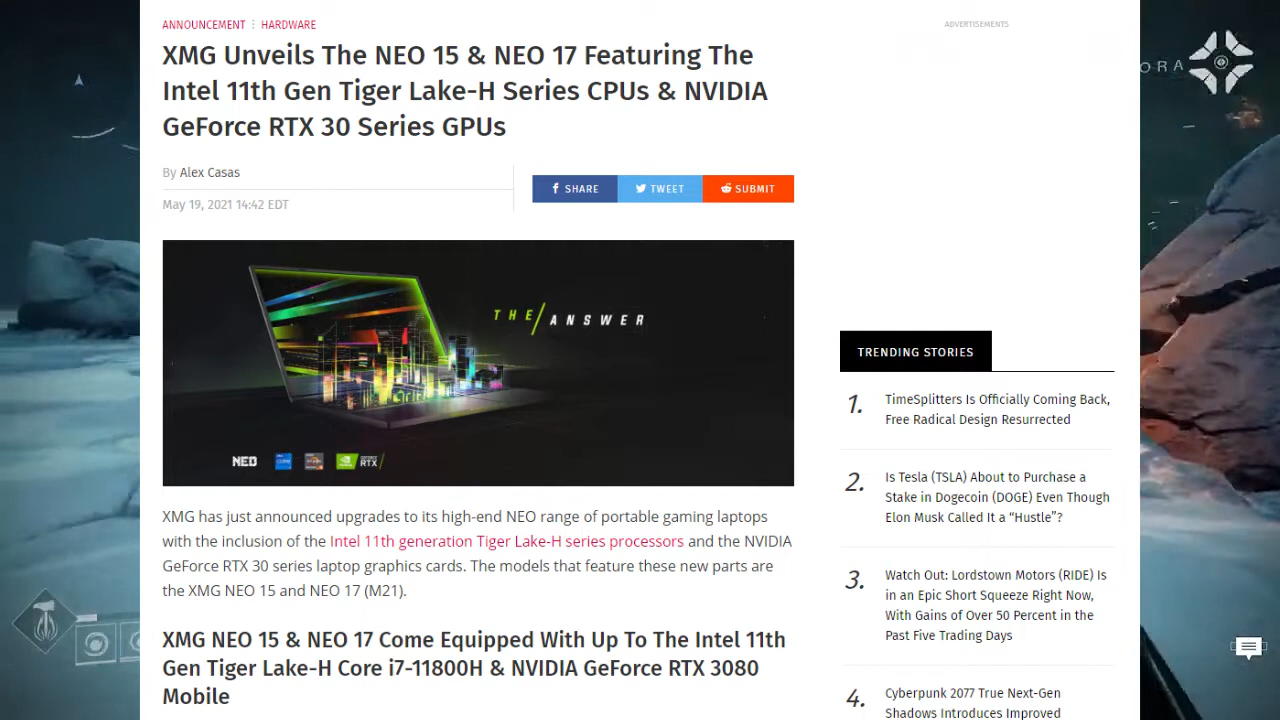 ANNOUNCEMENT ⋮ HARDWARE
XMG Unveils The NEO 15 & NEO 17 Featuring The
Intel 11th Gen Tiger Lake-H Series CPUs & NVIDIA
GeForce RTX 30 Series GPUs
By Alex Casas
May 19, 2021 14:42 EDT
SHARE
TWEET
SUBMIT
THE/ANSWER
NEO
GEFORCE
RTX
XMG has just announced upgrades to its high-end NEO range of portable gaming laptops
with the inclusion of the Intel 11th generation Tiger Lake-H series processors and the NVIDIA
GeForce RTX 30 series laptop graphics cards. The models that feature these new parts are
the XMG NEO 15 and NEO 17 (M21).
XMG NEO 15 & NEO 17 Come Equipped With Up To The Intel 11th
Gen Tiger Lake-H Core i7-11800H & NVIDIA GeForce RTX 3080
Mobile
ADVERTISEMENTS
TRENDING STORIES
1. TimeSplitters Is Officially Coming Back,
Free Radical Design Resurrected
2. Is Tesla (TSLA) About to Purchase a
Stake in Dogecoin (DOGE) Even Though
Elon Musk Called It a “Hustle”?
3. Watch Out: Lordstown Motors (RIDE) Is
in an Epic Short Squeeze Right Now,
With Gains of Over 50 Percent in the
Past Five Trading Days
4. Cyberpunk 2077 True Next-Gen
Shadows Introduces Improved
ORA